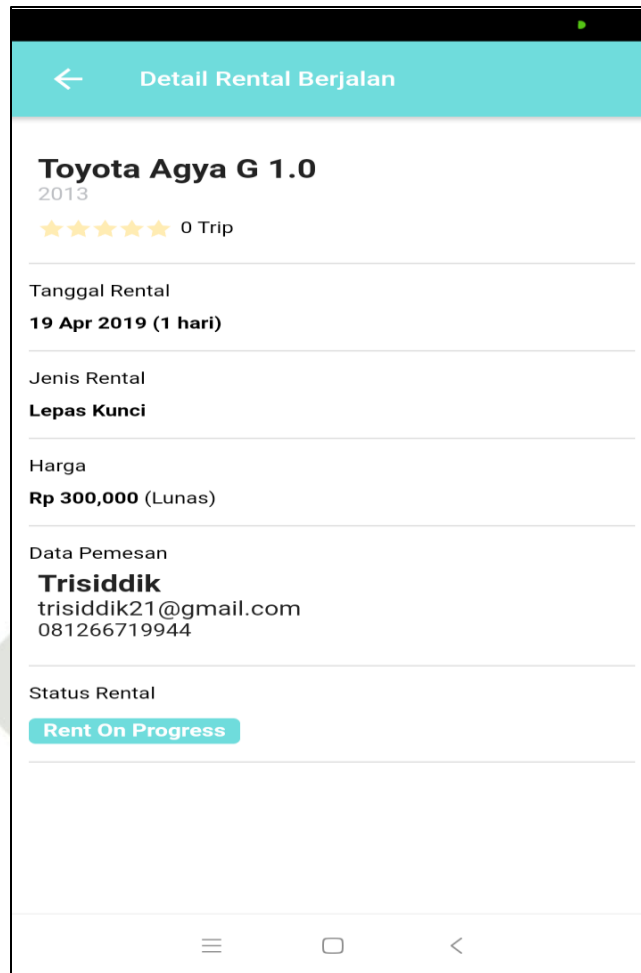 Detail Rental Berjalan
Toyota Agya G 1.0
2013
0 Trip
Tanggal Rental
19 Apr 2019 (1 hari)
Jenis Rental
Lepas Kunci
Harga
Rp 300,000 (Lunas)
Data Pemesan
Trisiddik
trisiddik21@gmail.com
081266719944
Status Rental
Rent On Progress